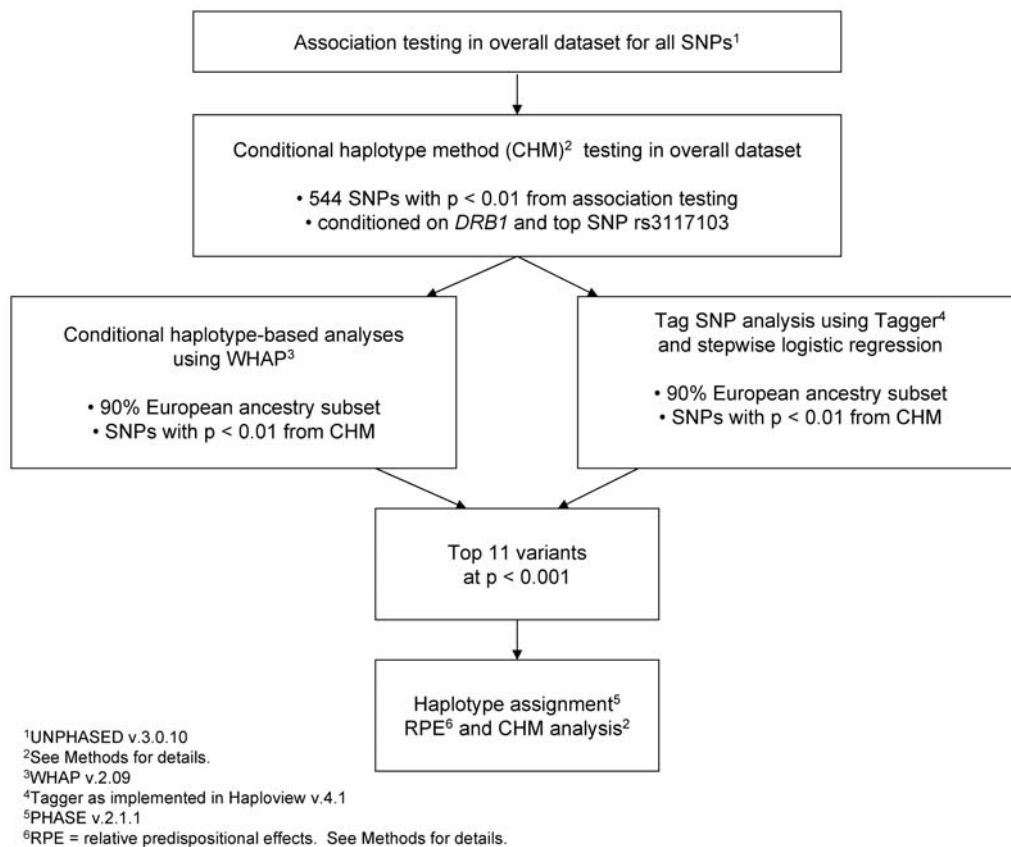 Association testing in overall dataset for all SNPs¹
Conditional haplotype method (CHM)² testing in overall dataset
• 544 SNPs with p < 0.01 from association testing
• conditioned on DRB1 and top SNP rs3117103
Conditional haplotype-based analyses
using WHAP³
• 90% European ancestry subset
• SNPs with p < 0.01 from CHM
Tag SNP analysis using Tagger⁴
and stepwise logistic regression
• 90% European ancestry subset
• SNPs with p < 0.01 from CHM
Top 11 variants
at p < 0.001
Haplotype assignment⁵
RPE⁶ and CHM analysis²
¹UNPHASED v.3.0.10
²See Methods for details.
³WHAP v.2.09
⁴Tagger as implemented in Haploview v.4.1
⁵PHASE v.2.1.1
⁶RPE = relative predispositional effects.  See Methods for details.